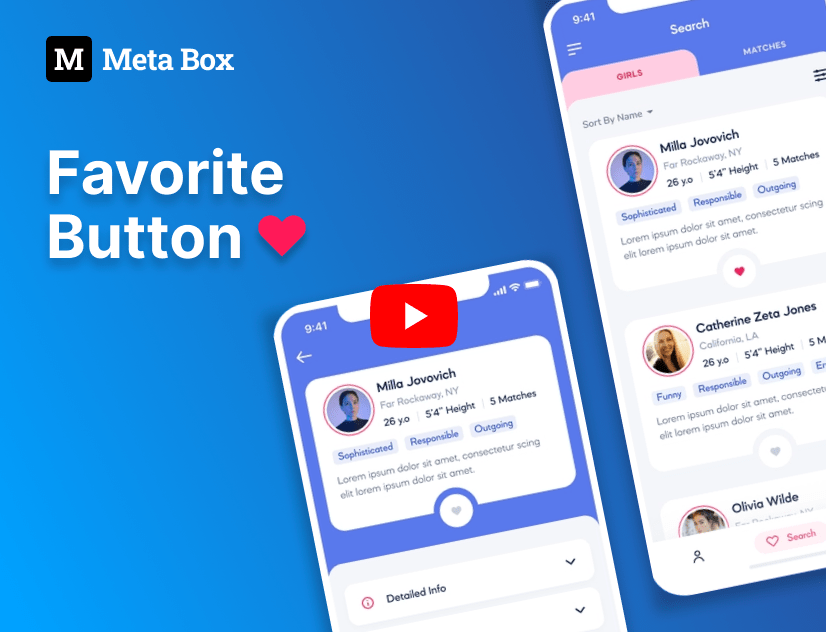 M Meta Box
Favorite
Button
9:41
Search
GIRLS
MATCHES
Sort By Name
Milla Jovovich
Far Rockaway, NY
26 y.o
5'4" Height
5 Matches
Sophisticated
Responsible
Outgoing
Lorem ipsum dolor sit amet, consectetur scing
elit lorem ipsum dolor sit amet.
Catherine Zeta Jones
California, LA
26 y.o
5'4" Height
5 M
Funny
Responsible
Outgoing
Lorem ipsum dolor sit amet, consectetur
elit lorem ipsum dolor sit amet.
Olivia Wilde
Far Rockaway, NY
Search
9:41
Milla Jovovich
Far Rockaway, NY
26 y.o
5'4" Height
5 Matches
Sophisticated
Responsible
Outgoing
Lorem ipsum dolor sit amet, consectetur scing
elit lorem ipsum dolor sit amet.
Detailed Info